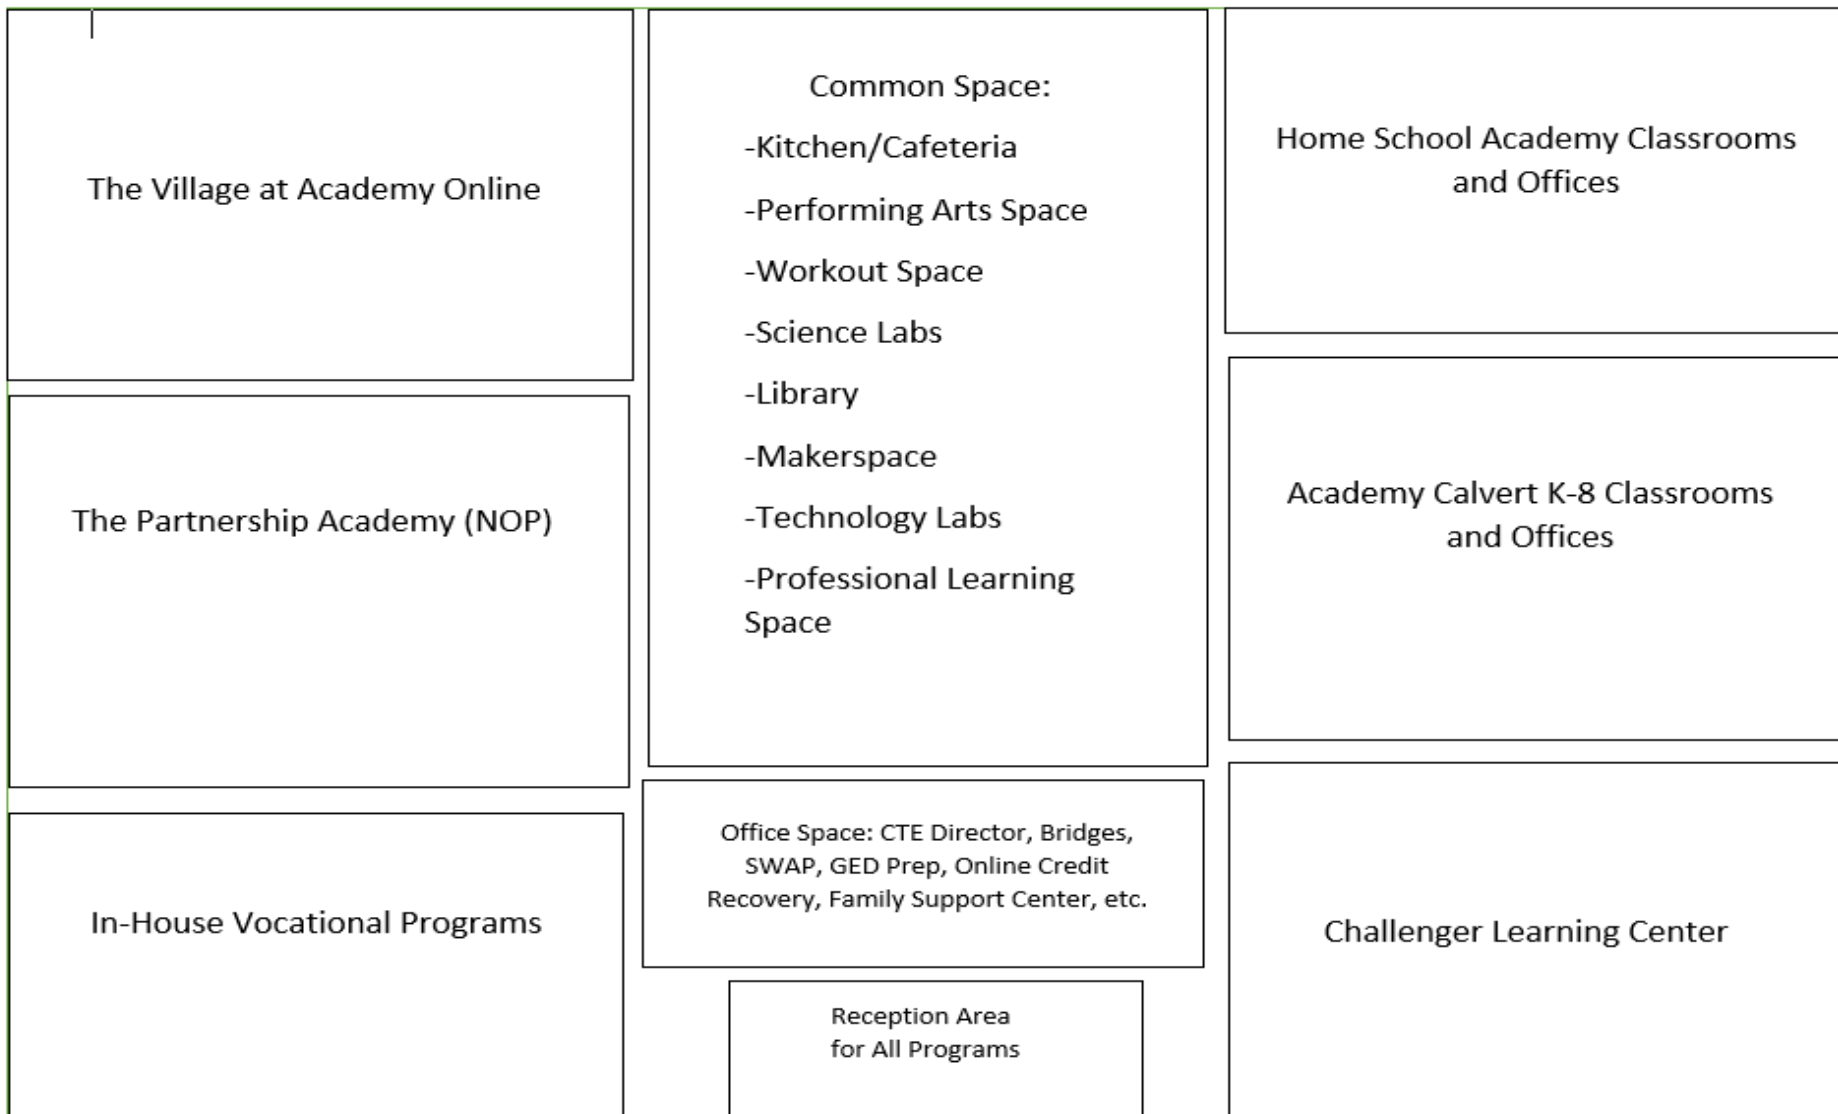 The Village at Academy Online
The Partnership Academy (NOP)
In-House Vocational Programs
Common Space:
-Kitchen/Cafeteria
-Performing Arts Space
-Workout Space
-Science Labs
-Library
-Makerspace
-Technology Labs
-Professional Learning
Space
Office Space: CTE Director, Bridges,
SWAP, GED Prep, Online Credit
Recovery, Family Support Center, etc.
Reception Area
for All Programs
Home School Academy Classrooms
and Offices
Academy Calvert K-8 Classrooms
and Offices
Challenger Learning Center